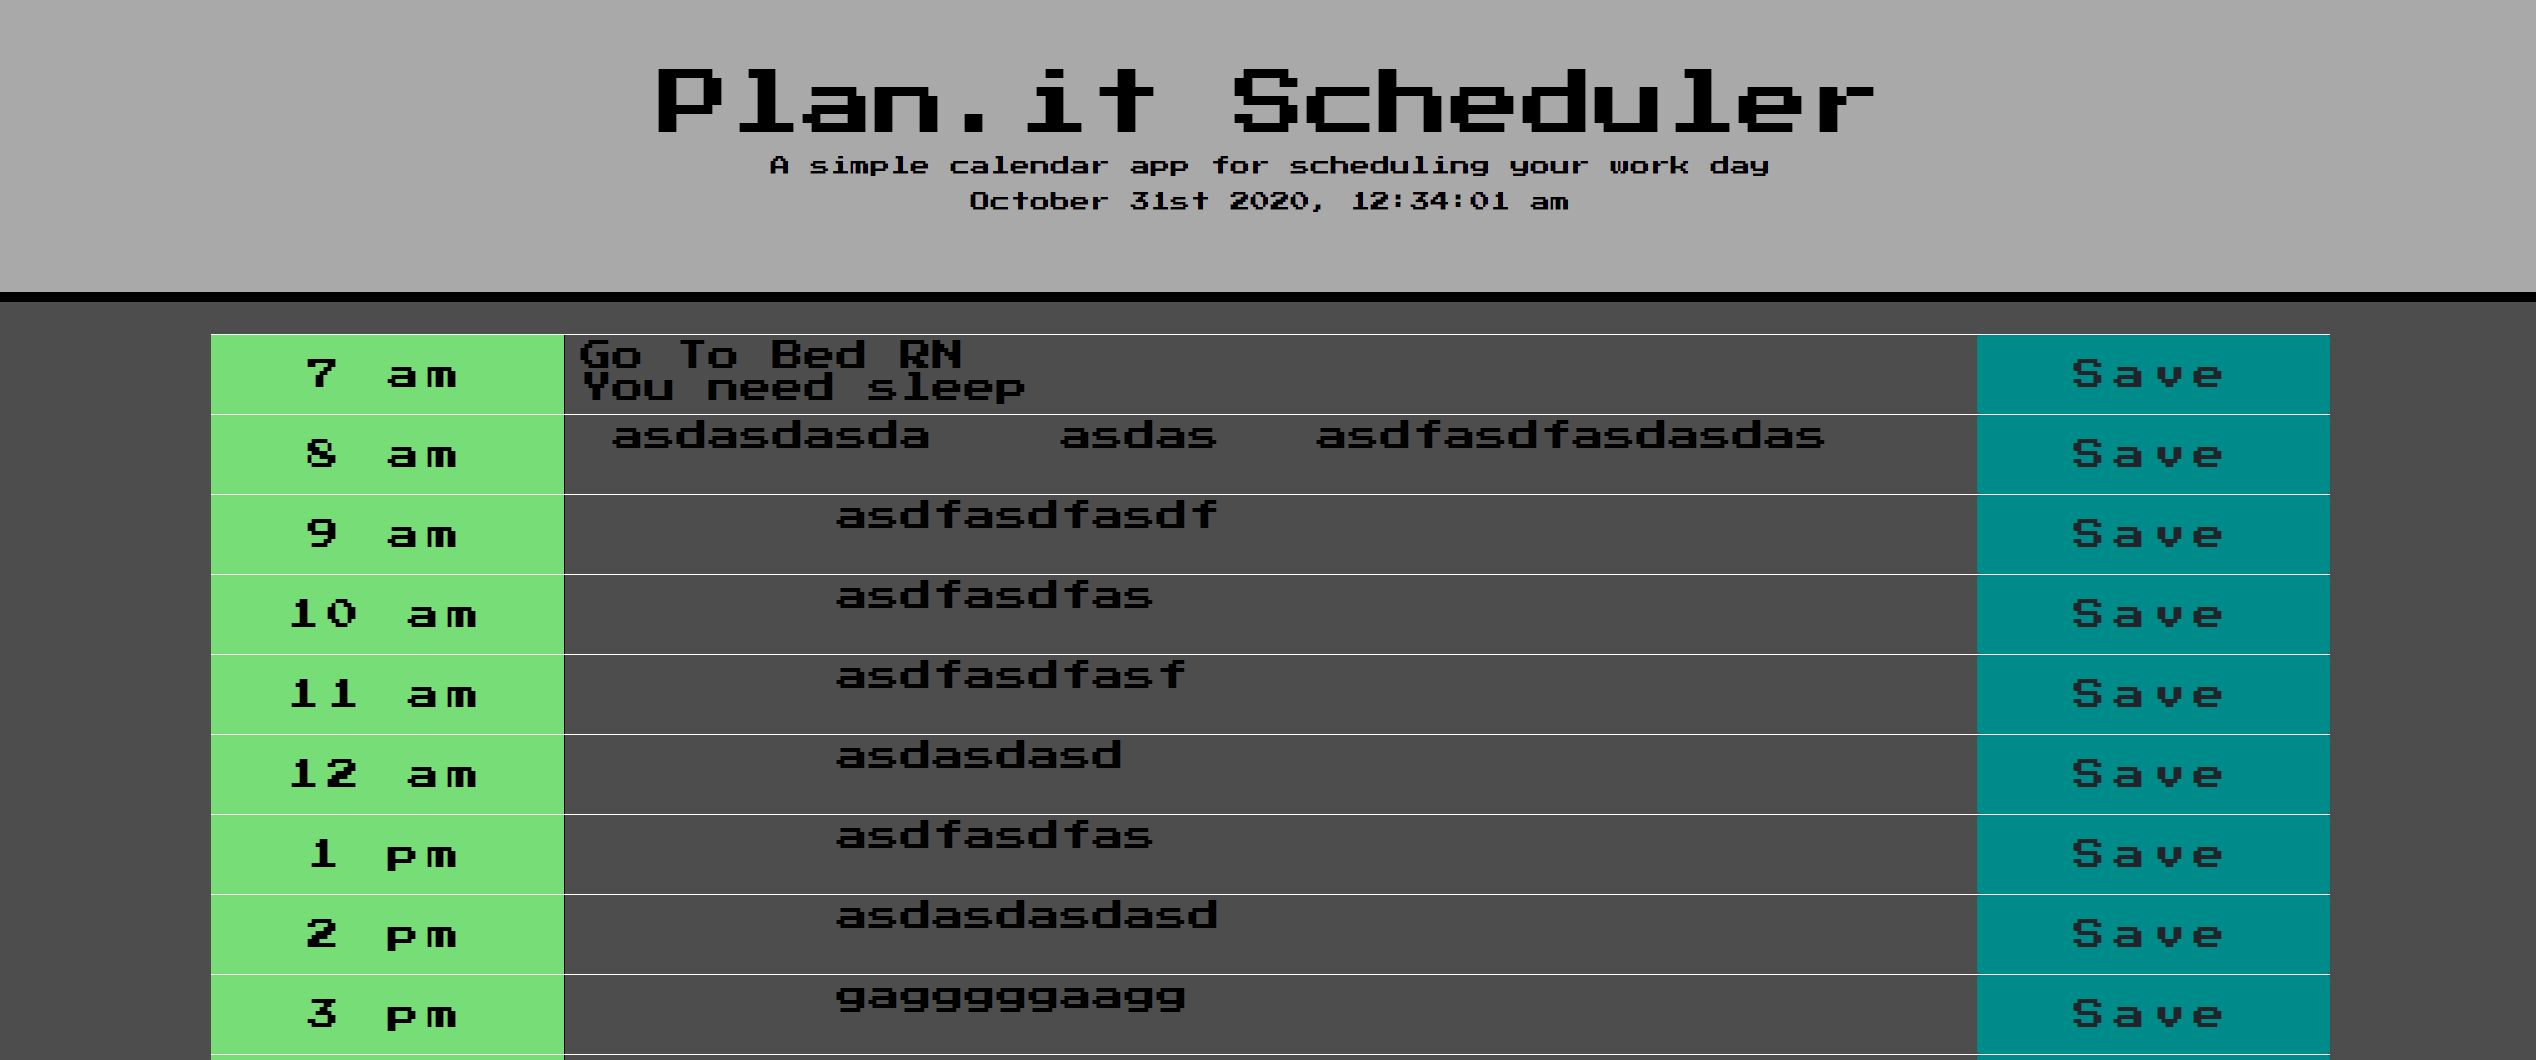 Plan.it Scheduler
A simple calendar app for scheduling your work day
October 31st 2020, 12:34:01 am
7 am Go To Bed RN Save
You need sleep
8 am asdasdasda asdas asdfasdfasdasdas Save
9 am asdfasdfasdf Save
10 am asdfasdfas Save
11 am asdfasdfasf Save
12 am asdasdasd Save
1 pm asdfasdfas Save
2 pm asdasdasdasd Save
3 pm gagggggaagg Save